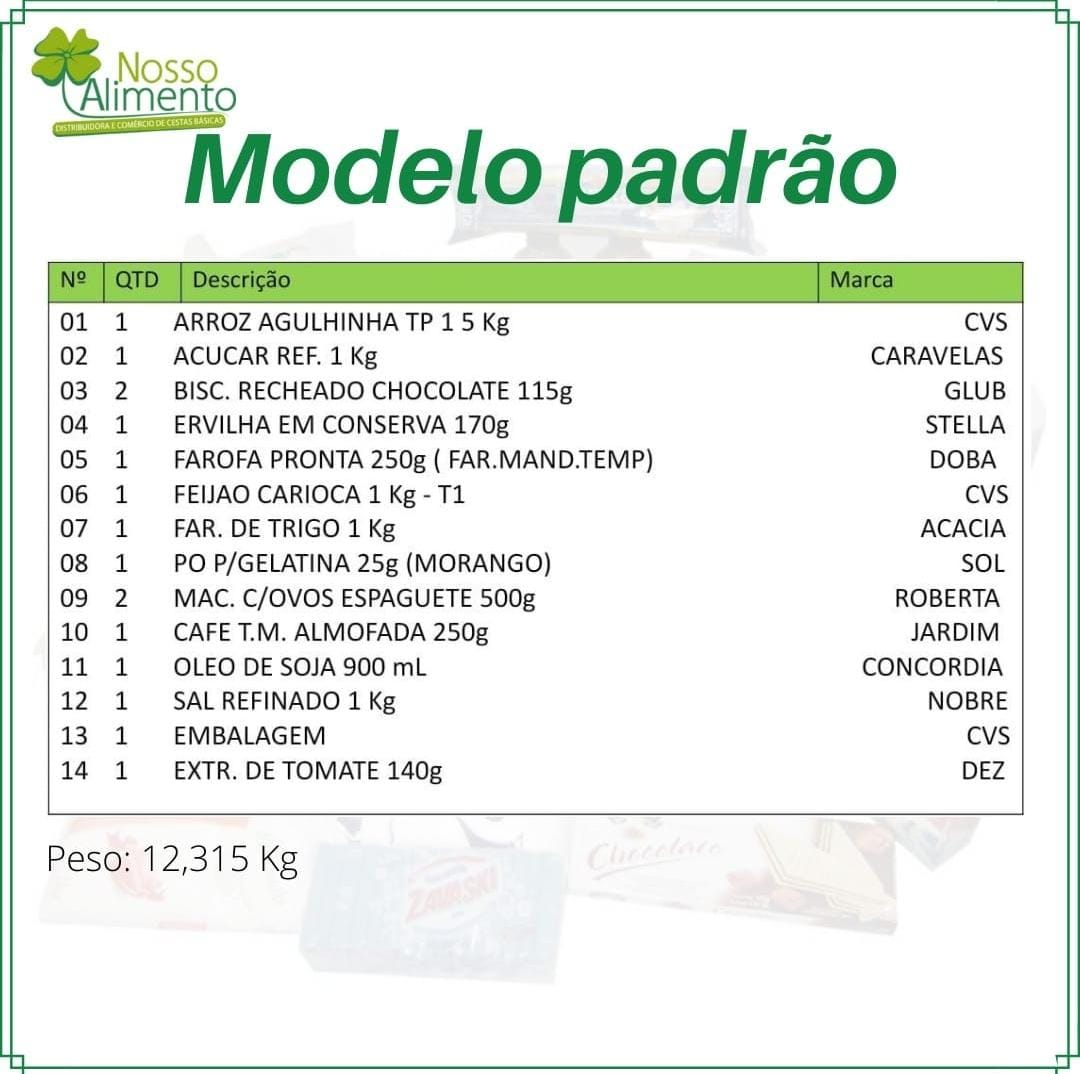 Nosso
Alimento
DISTRIBUIDORA E COMÉRCIO DE CESTAS BÁSICAS
Modelo padrão
Nº QTD Descrição Marca
01 1 ARROZ AGULHINHA TP 1 5 Kg CVS
02 1 ACUCAR REF. 1 Kg CARAVELAS
03 2 BISC. RECHEADO CHOCOLATE 115g GLUB
04 1 ERVILHA EM CONSERVA 170g STELLA
05 1 FAROFA PRONTA 250g ( FAR.MAND.TEMP) DOBA
06 1 FEIJAO CARIOCA 1 Kg - T1 CVS
07 1 FAR. DE TRIGO 1 Kg ACACIA
08 1 PO P/GELATINA 25g (MORANGO) SOL
09 2 MAC. C/OVOS ESPAGUETE 500g ROBERTA
10 1 CAFE T.M. ALMOFADA 250g JARDIM
11 1 OLEO DE SOJA 900 mL CONCORDIA
12 1 SAL REFINADO 1 Kg NOBRE
13 1 EMBALAGEM CVS
14 1 EXTR. DE TOMATE 140g DEZ
Peso: 12,315 Kg
ZAVASKI